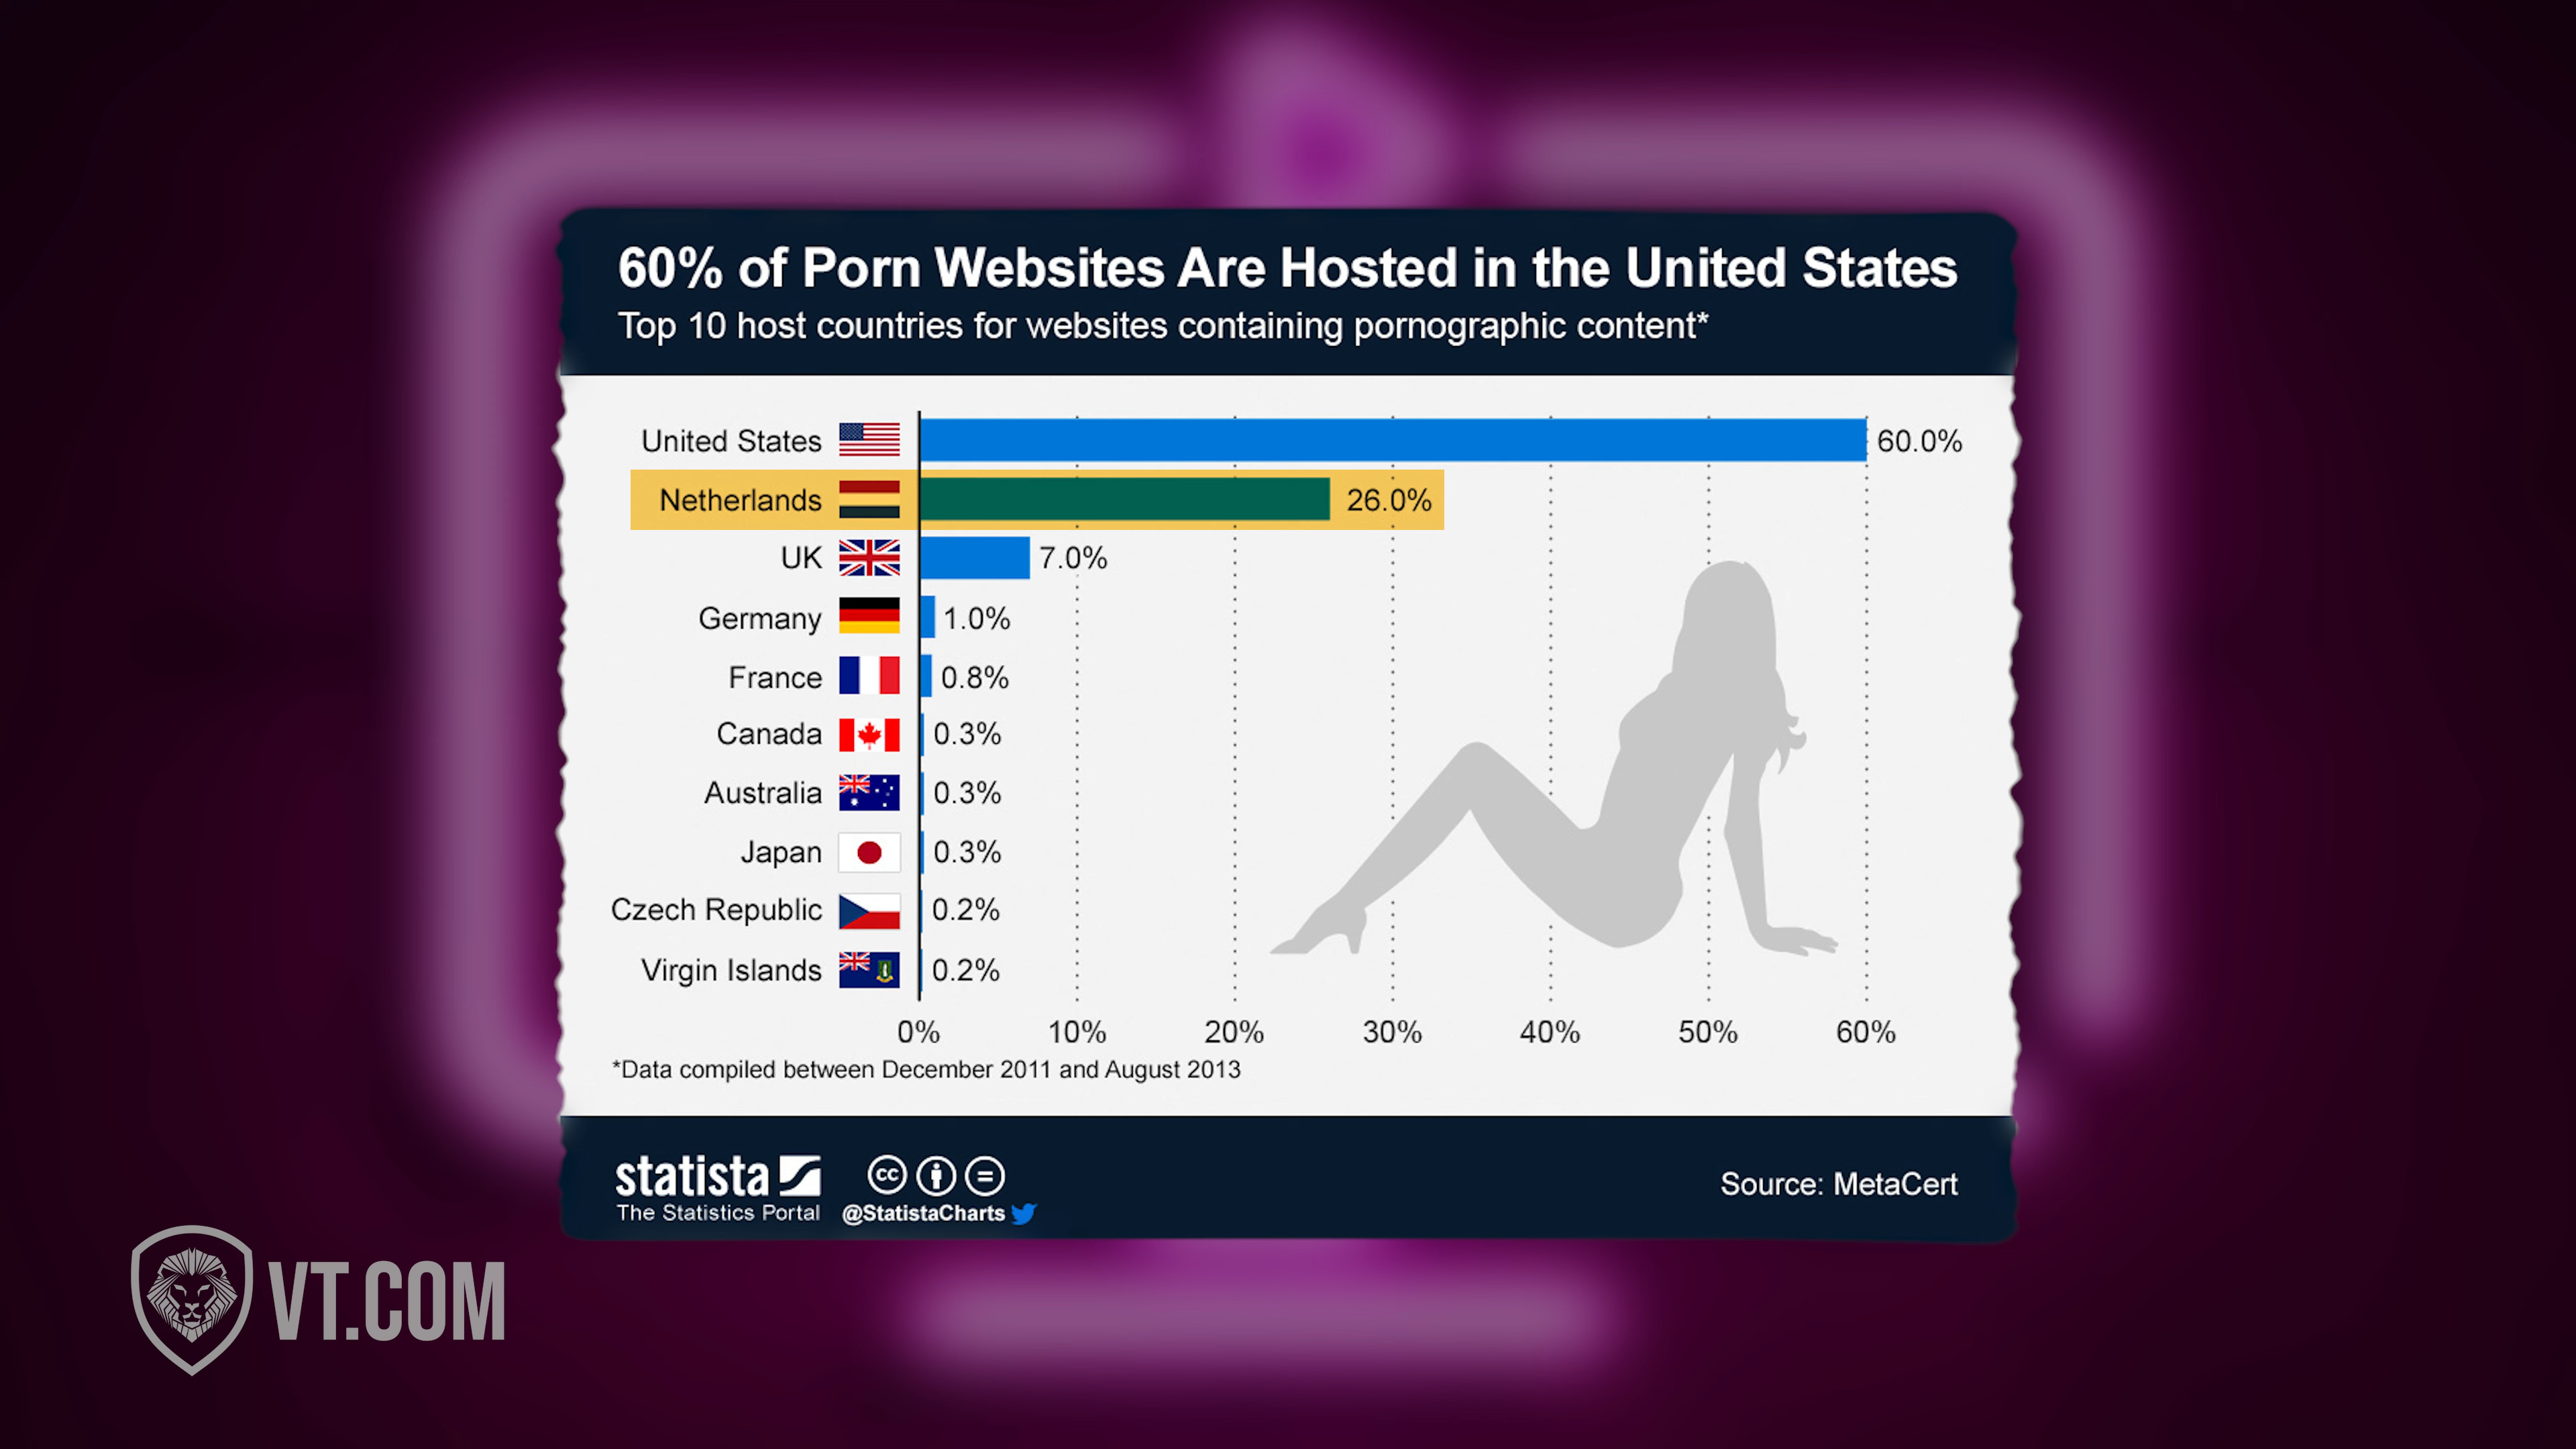 60% of Porn Websites Are Hosted in the United States
Top 10 host countries for websites containing pornographic content*
United States 60.0%
Netherlands 26.0%
UK 7.0%
Germany 1.0%
France 0.8%
Canada 0.3%
Australia 0.3%
Japan 0.3%
Czech Republic 0.2%
Virgin Islands 0.2%
0% 10% 20% 30% 40% 50% 60%
*Data compiled between December 2011 and August 2013
statista
cc =
The Statistics Portal @StatistaCharts
Source: MetaCert
VT.COM